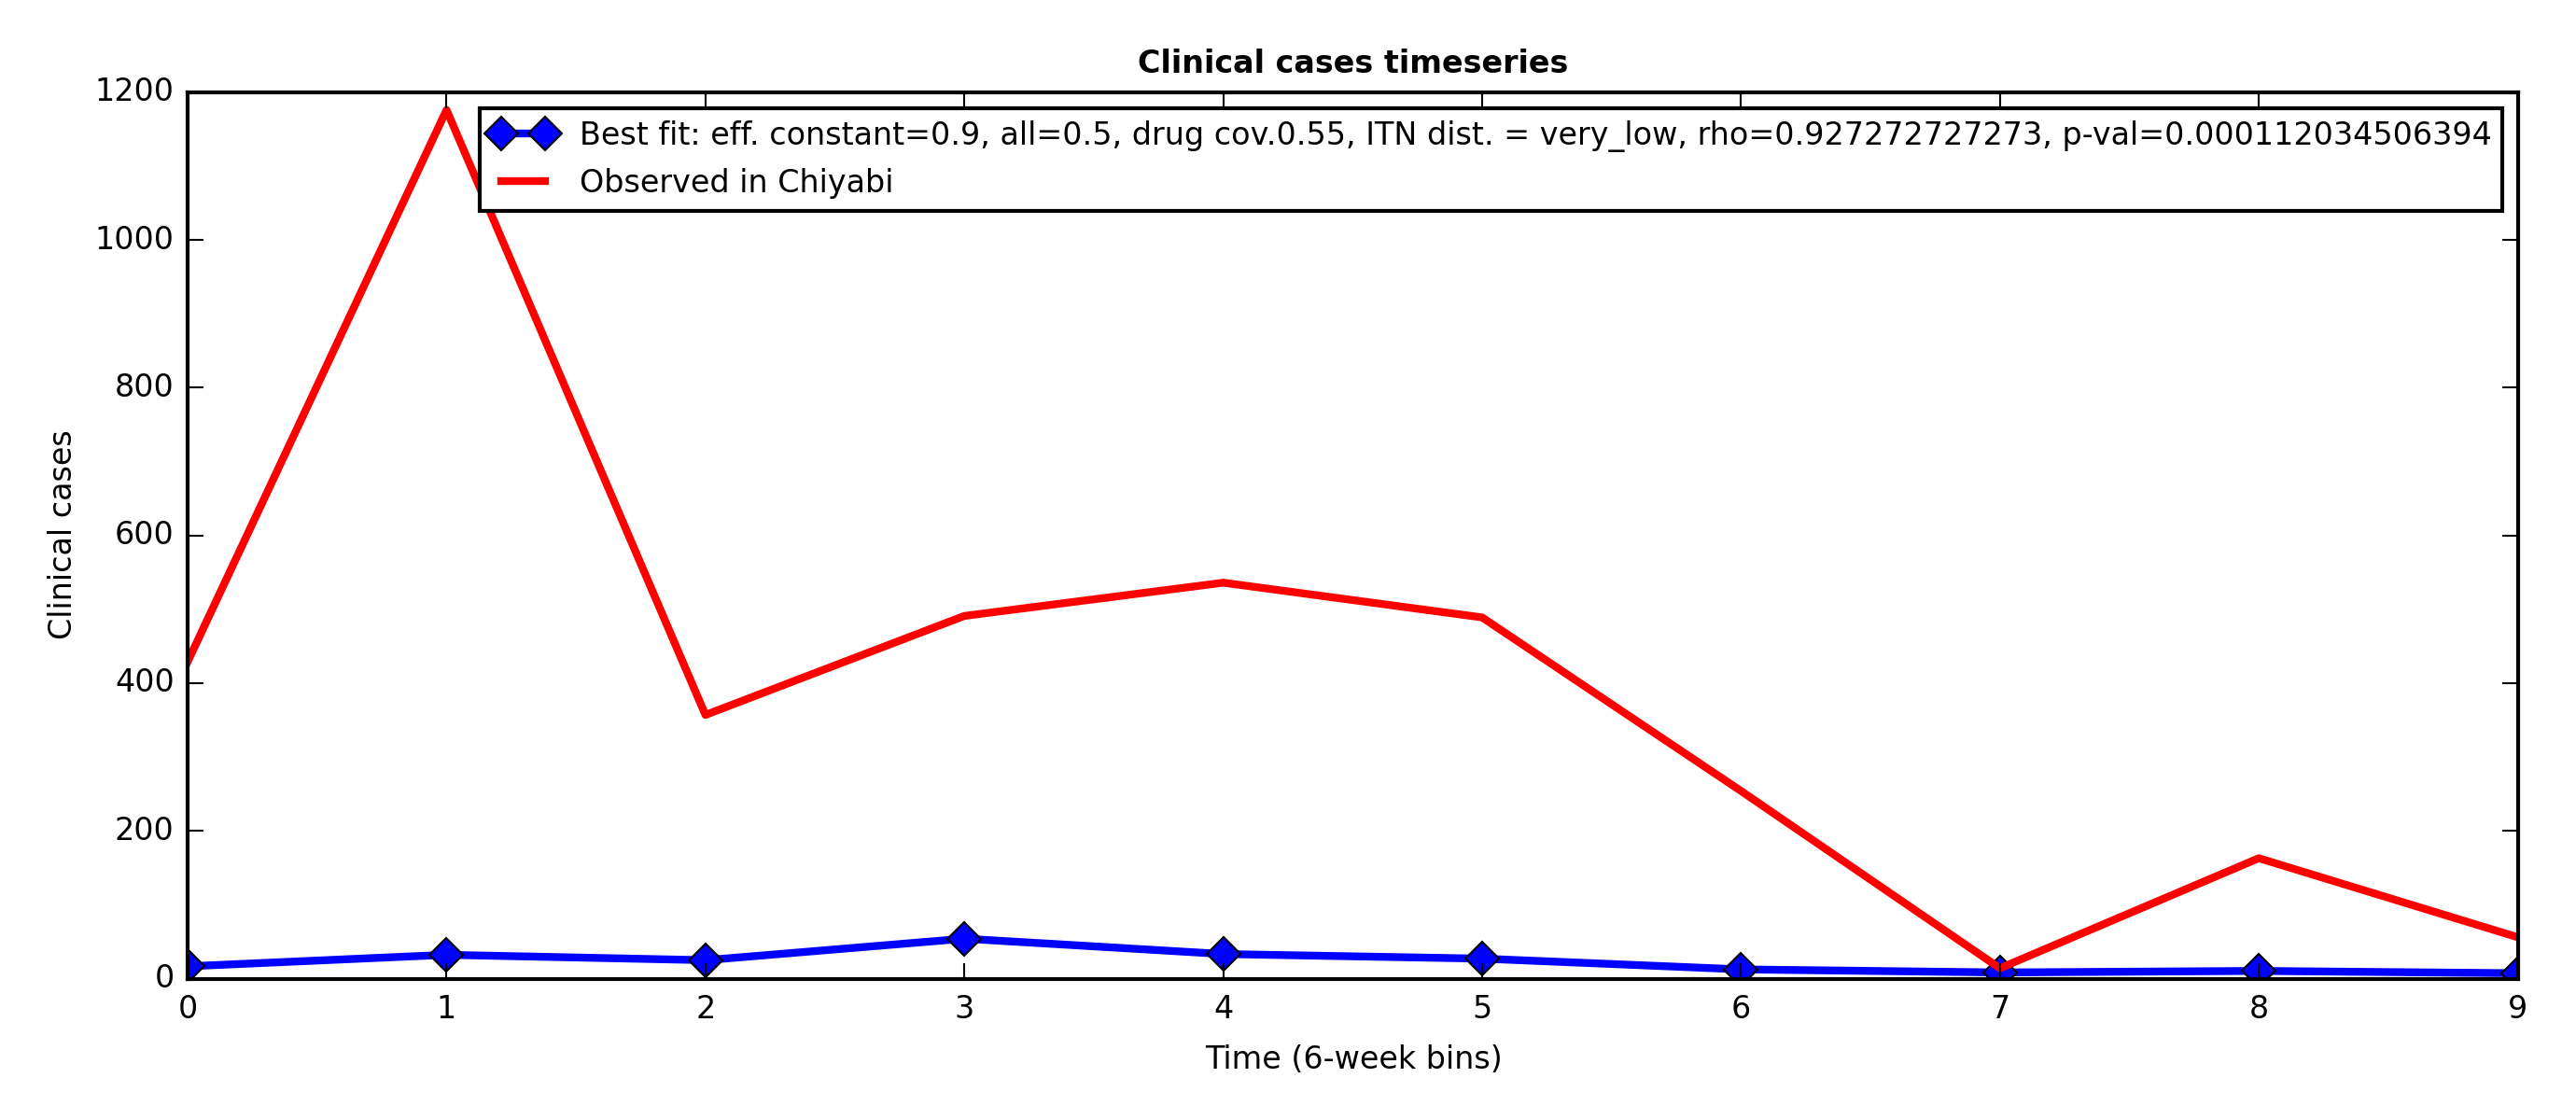 Clinical cases timeseries
1200
1000
800
600
400
200
0
Clinical cases
Best fit: eff. constant=0.9, all=0.5, drug cov.0.55, ITN dist. = very_low, rho=0.927272727273, p-val=0.000112034506394
Observed in Chiyabi
0 1 2 3 4 5 6 7 8 9
Time (6-week bins)